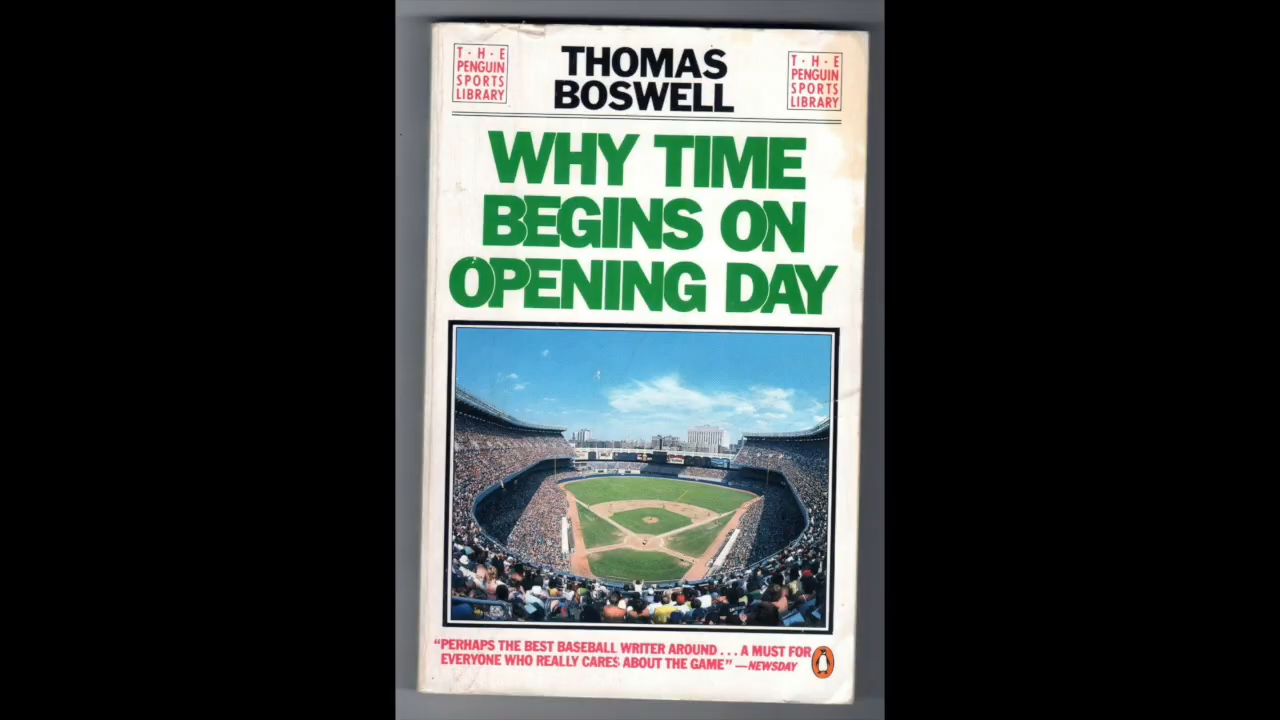 T·H·E
PENGUIN
SPORTS
LIBRARY
THOMAS
BOSWELL
T·H·E
PENGUIN
SPORTS
LIBRARY
WHY TIME
BEGINS ON
OPENING DAY
“PERHAPS THE BEST BASEBALL WRITER AROUND . . . A MUST FOR
EVERYONE WHO REALLY CARES ABOUT THE GAME” —NEWSDAY